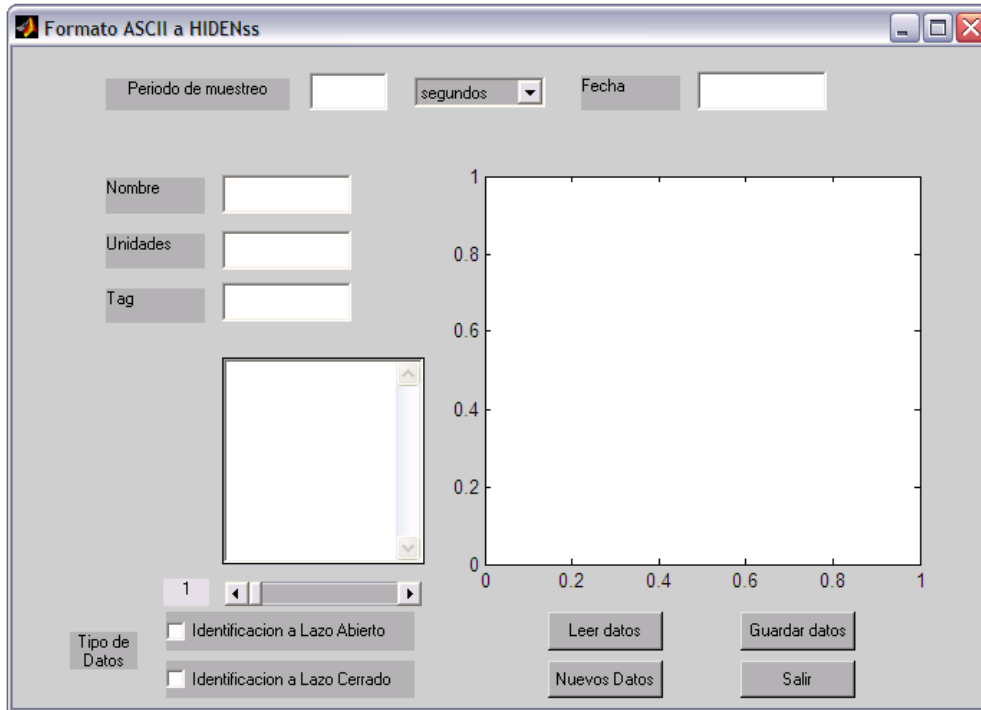 Formato ASCII a HIDENss
Periodo de muestreo
segundos
Fecha
Nombre
Unidades
Tag
1
0.8
0.6
0.4
0.2
0
0 0.2 0.4 0.6 0.8 1
1
Tipo de
Datos
Identificacion a Lazo Abierto
Identificacion a Lazo Cerrado
Leer datos
Guardar datos
Nuevos Datos
Salir